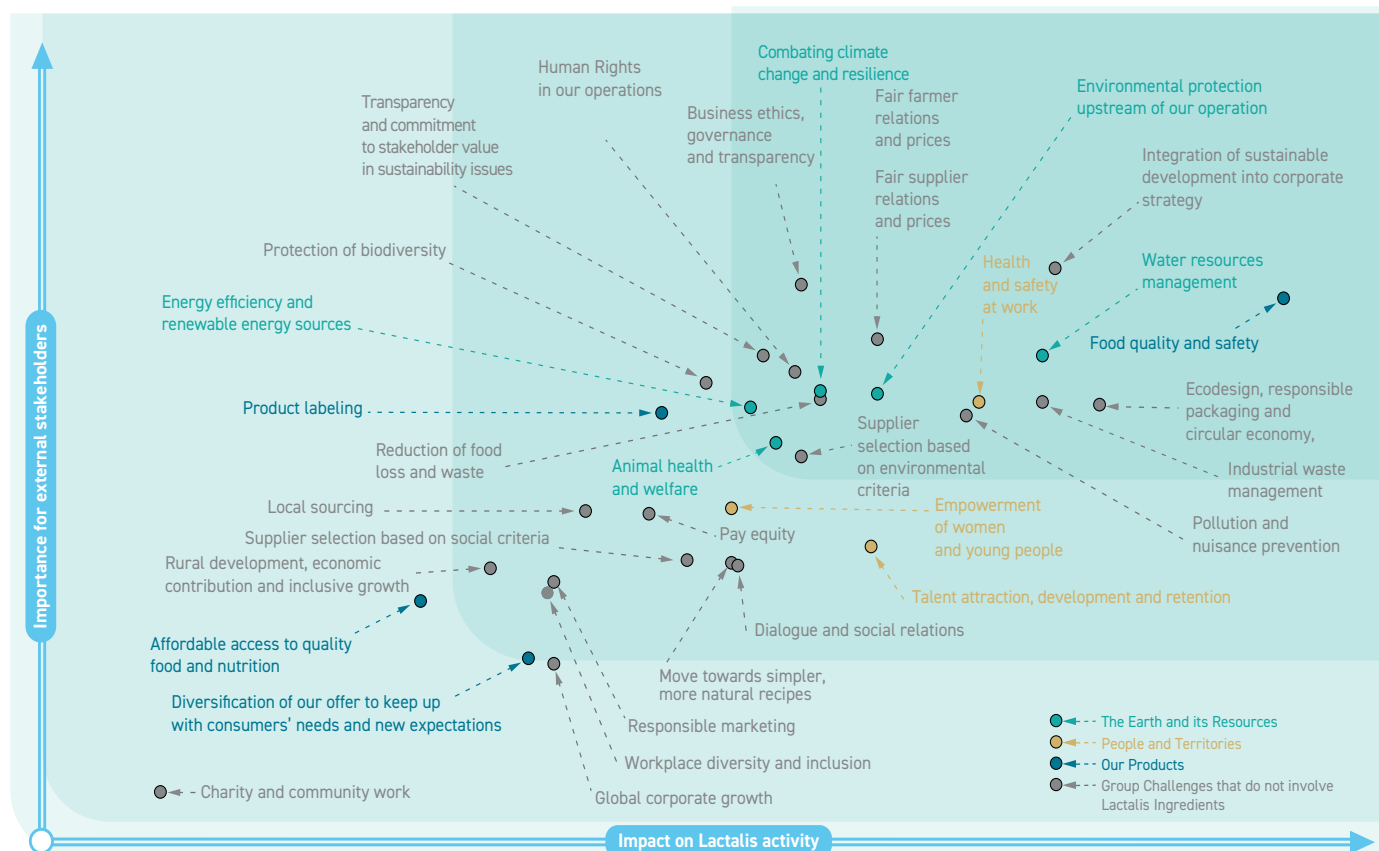 Combating climate
change and resilience
Human Rights
in our operations
Environmental protection
upstream of our operation
Fair farmer
relations
and prices
Transparency
and commitment
to stakeholder value
in sustainability issues
Business ethics,
governance
and transparency
Integration of sustainable
development into corporate
strategy
Fair supplier
relations
and prices
Protection of biodiversity
Health
and safety
at work
Water resources
management
Energy efficiency and
renewable energy sources
Food quality and safety
Product labeling
Ecodesign, responsible
packaging and
circular economy,
Reduction of food
loss and waste
Supplier
selection based
on environmental
criteria
Animal health
and welfare
Industrial waste
management
Local sourcing
Empowerment
of women
and young people
Pollution and
nuisance prevention
Supplier selection based on social criteria
Pay equity
Rural development, economic
contribution and inclusive growth
Talent attraction, development and retention
Affordable access to quality
food and nutrition
Dialogue and social relations
Move towards simpler,
more natural recipes
Diversification of our offer to keep up
with consumers' needs and new expectations
Responsible marketing
Workplace diversity and inclusion
Global corporate growth
Charity and community work
The Earth and its Resources
People and Territories
Our Products
Group Challenges that do not involve
Lactalis Ingredients
Importance for external stakeholders
Impact on Lactalis activity